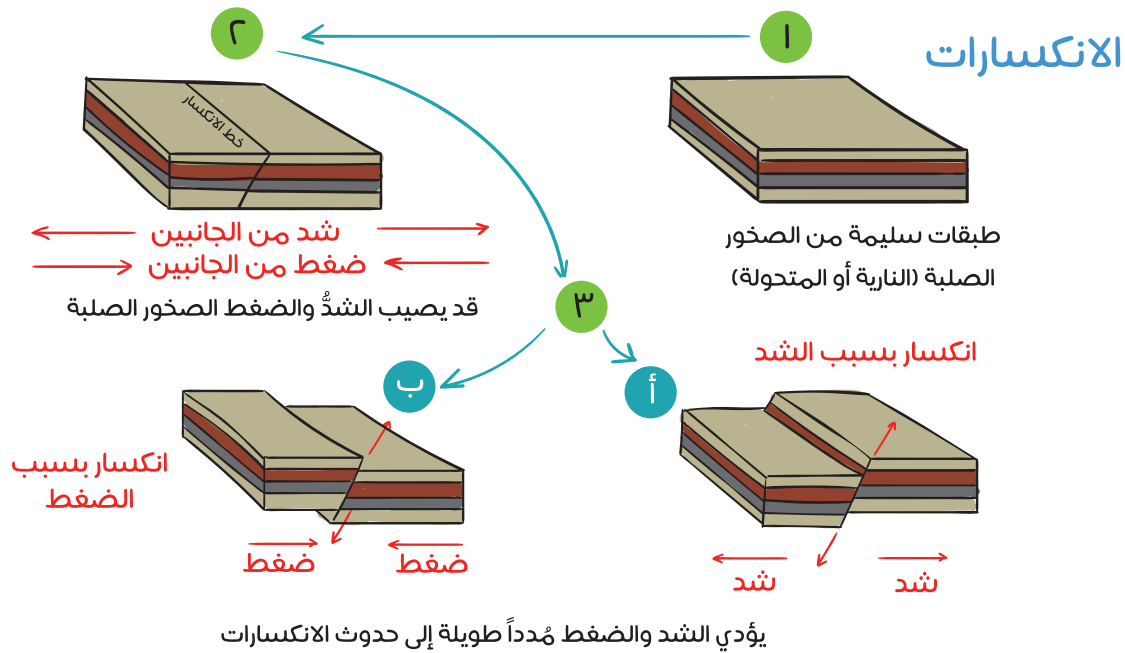 الانكسارات
١
طبقات سليمة من الصخور
الصلبة (النارية أو المتحولة)
٢
خط الانكسار
شد من الجانبين
ضغط من الجانبين
قد يصيب الشدُّ والضغط الصخور الصلبة
٣
أ
انكسار بسبب الشد
شد
شد
ب
انكسار بسبب
الضغط
ضغط
ضغط
يؤدي الشد والضغط مُدداً طويلة إلى حدوث الانكسارات